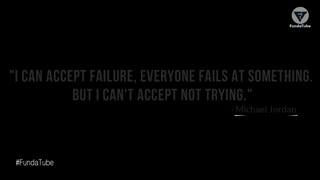 FundaTube
"I CAN ACCEPT FAILURE, EVERYONE FAILS AT SOMETHING.
BUT I CAN'T ACCEPT NOT TRYING."
-Michael Jordan
#FundaTube